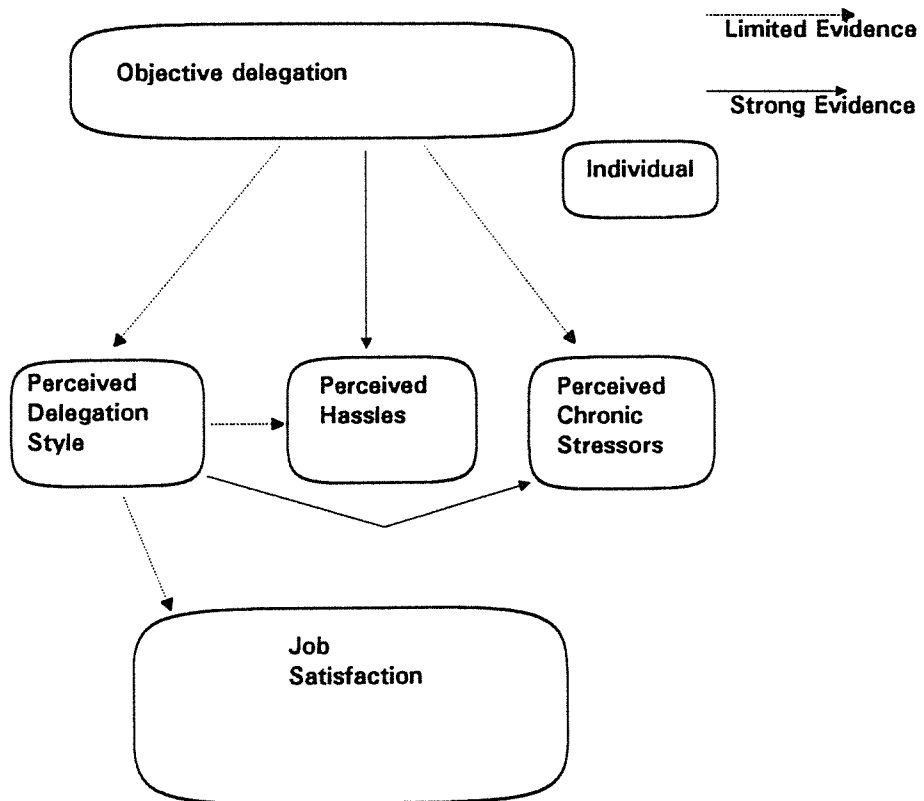 Limited Evidence
Objective delegation
Strong Evidence
Individual
Perceived
Delegation
Style
Perceived
Hassles
Perceived
Chronic
Stressors
Job
Satisfaction